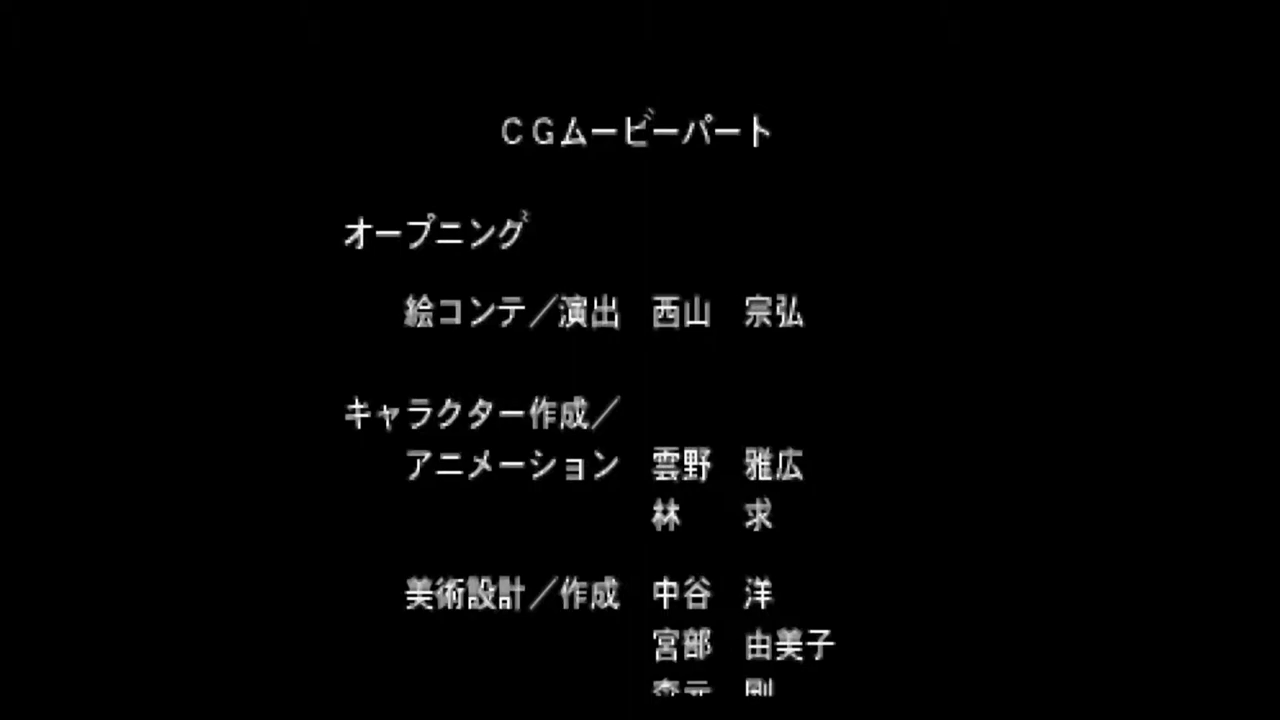 CGムービーパート
オープニング
絵コンテ／演出 西山 宗弘
キャラクター作成／
アニメーション 雲野 雅広
林 求
美術設計／作成 中谷 洋
宮部 由美子